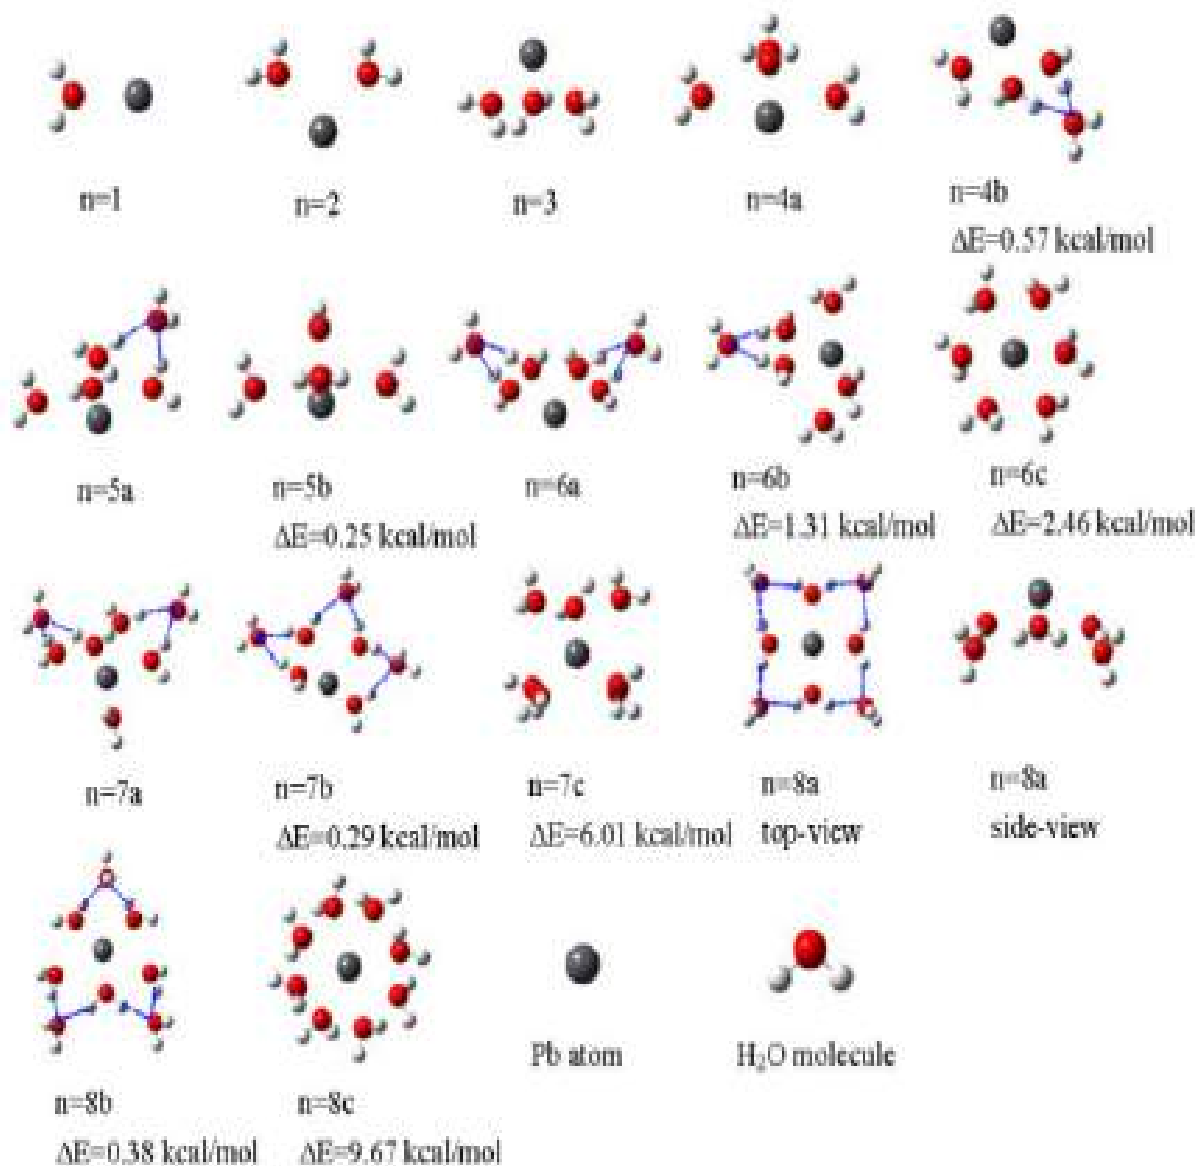 n=1
n=2
n=3
n=4a
n=4b
ΔE=0.57 kcal/mol
n=5a
n=5b
ΔE=0.25 kcal/mol
n=6a
n=6b
ΔE=1.31 kcal/mol
n=6c
ΔE=2.46 kcal/mol
n=7a
n=7b
ΔE=0.29 kcal/mol
n=7c
ΔE=6.01 kcal/mol
n=8a
top-view
n=8a
side-view
n=8b
ΔE=0.38 kcal/mol
n=8c
ΔE=9.67 kcal/mol
Pb atom
H₂O molecule